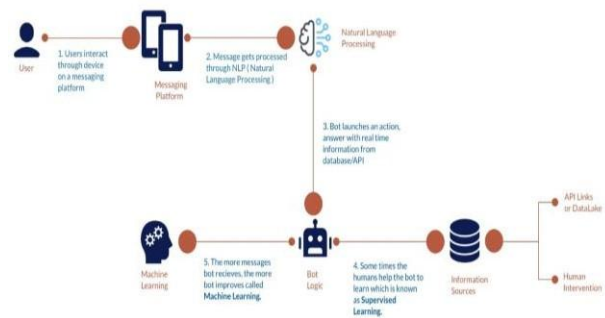 User
1. Users interact
through device
on a messaging
platform
Messaging
Platform
2. Message gets processed
through NLP ( Natural
Language Processing )
Natural Language
Processing
3. Bot launches an action,
answer with real time
information from
database/API
Machine
Learning
5. The more messages
bot recieves, the more
bot improves called
Machine Learning.
Bot
Logic
4. Some times the
humans help the bot to
learn which is known
as Supervised
Learning.
Information
Sources
API Links
or DataLake
Human
Intervention